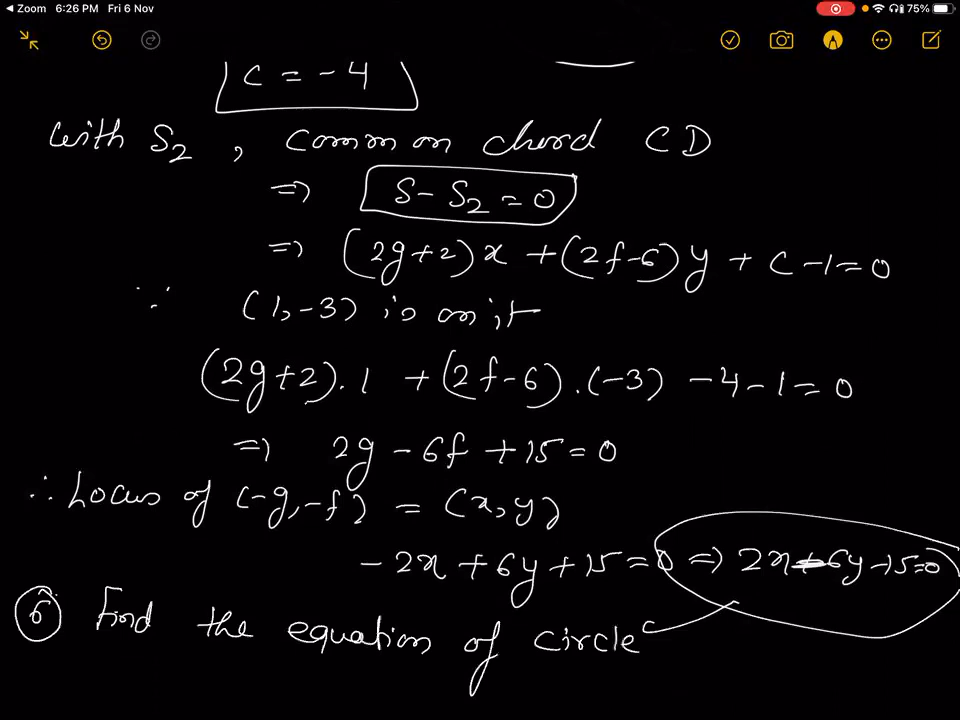 Zoom 6:26 PM Fri 6 Nov 75%
C = -4
with S2, common chord CD
=> S - S2 = 0
=> (2g+2)x + (2f-6)y + C - 1 = 0
∵ (1, -3) is on it
(2g+2).1 + (2f-6).(-3) - 4 - 1 = 0
=> 2g - 6f + 15 = 0
∴ Locus of (-g, -f) = (x, y)
-2x + 6y + 15 = 0 => 2x - 6y - 15 = 0
6 Find the equation of circle